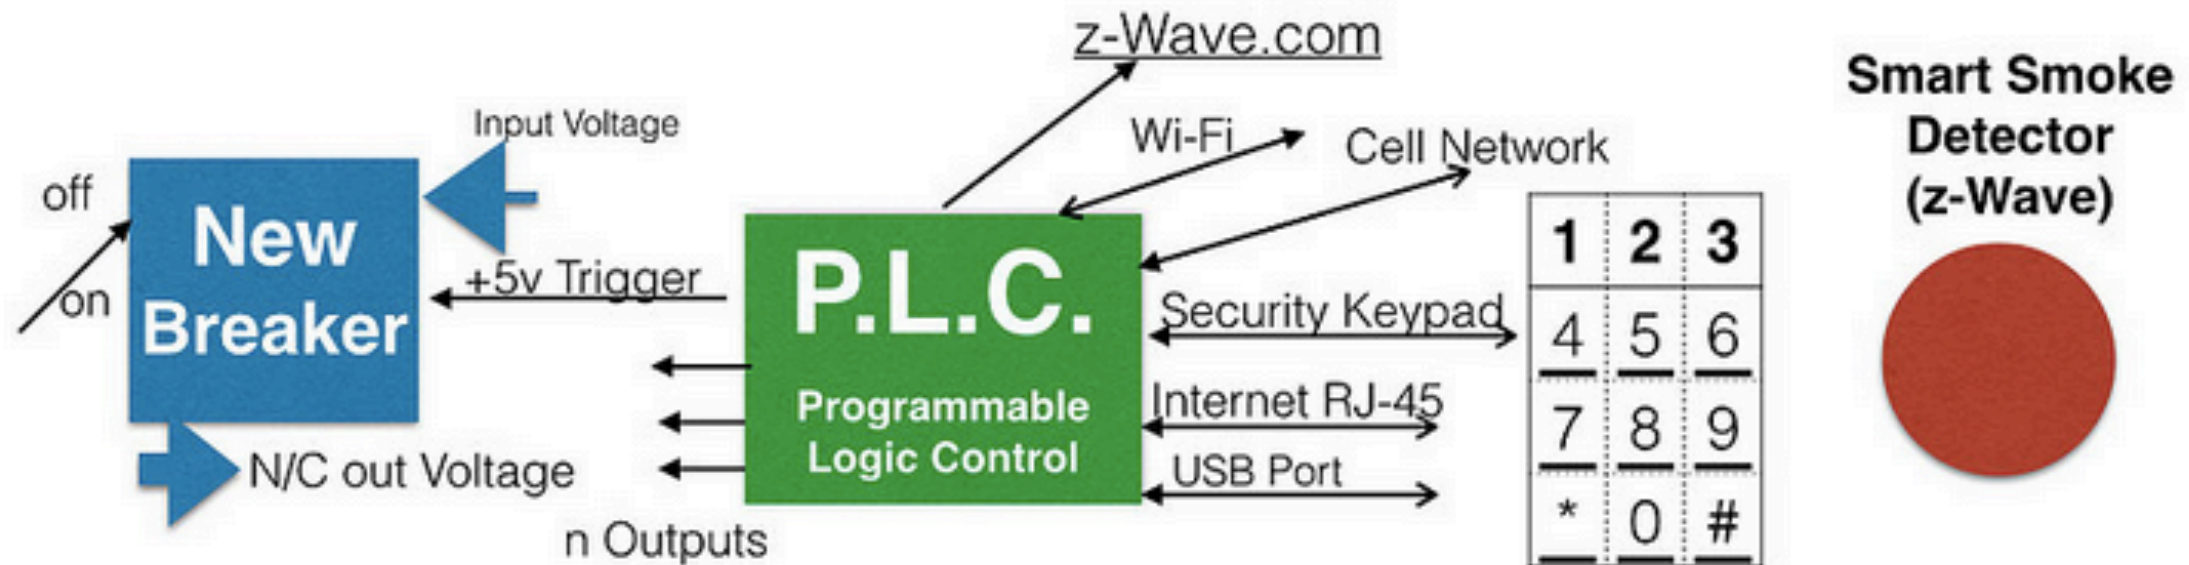 z-Wave.com
Smart Smoke
Detector
(z-Wave)
Input Voltage
Wi-Fi
Cell Network
off
on
New
Breaker
+5v Trigger
N/C out Voltage
n Outputs
P.L.C.
Programmable
Logic Control
Security Keypad
Internet RJ-45
USB Port
1 2 3
4 5 6
7 8 9
* 0 #